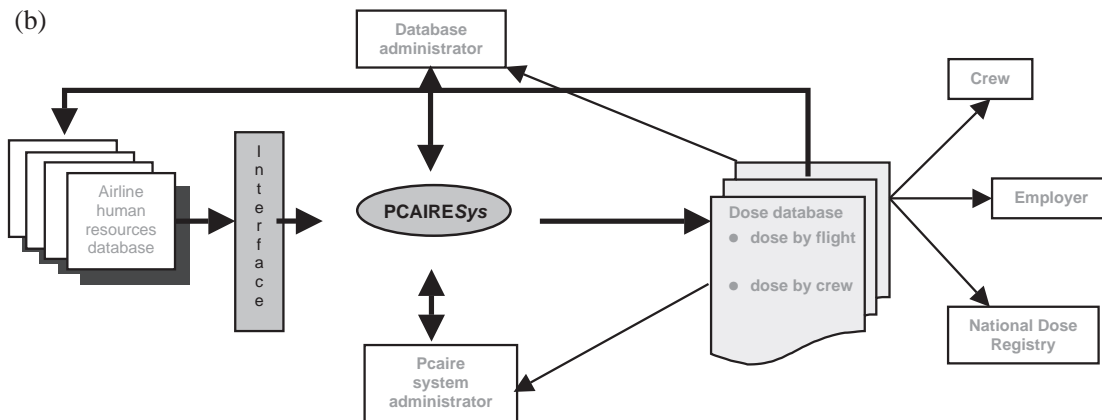 (b)
Database
administrator
Crew
Interface
Airline
human
resources
database
PCAIRESys
Dose database
● dose by flight
● dose by crew
Employer
National Dose
Registry
Pcaire
system
administrator